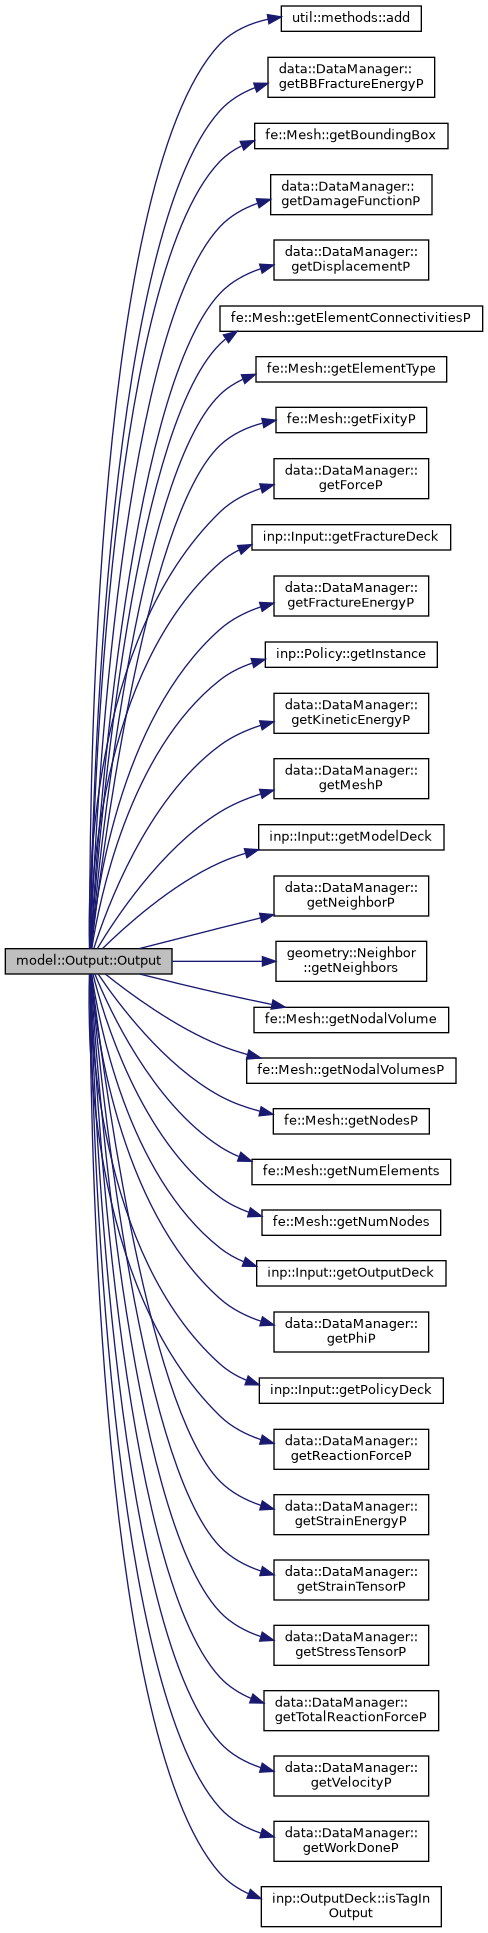 util::methods::add
data::DataManager::
getBBFractureEnergyP
fe::Mesh::getBoundingBox
data::DataManager::
getDamageFunctionP
data::DataManager::
getDisplacementP
fe::Mesh::getElementConnectivitiesP
fe::Mesh::getElementType
fe::Mesh::getFixityP
data::DataManager::
getForceP
inp::Input::getFractureDeck
data::DataManager::
getFractureEnergyP
inp::Policy::getInstance
data::DataManager::
getKineticEnergyP
data::DataManager::
getMeshP
inp::Input::getModelDeck
data::DataManager::
getNeighborP
model::Output::Output
geometry::Neighbor
::getNeighbors
fe::Mesh::getNodalVolume
fe::Mesh::getNodalVolumesP
fe::Mesh::getNodesP
fe::Mesh::getNumElements
fe::Mesh::getNumNodes
inp::Input::getOutputDeck
data::DataManager::
getPhiP
inp::Input::getPolicyDeck
data::DataManager::
getReactionForceP
data::DataManager::
getStrainEnergyP
data::DataManager::
getStrainTensorP
data::DataManager::
getStressTensorP
data::DataManager::
getTotalReactionForceP
data::DataManager::
getVelocityP
data::DataManager::
getWorkDoneP
inp::OutputDeck::isTagIn
Output